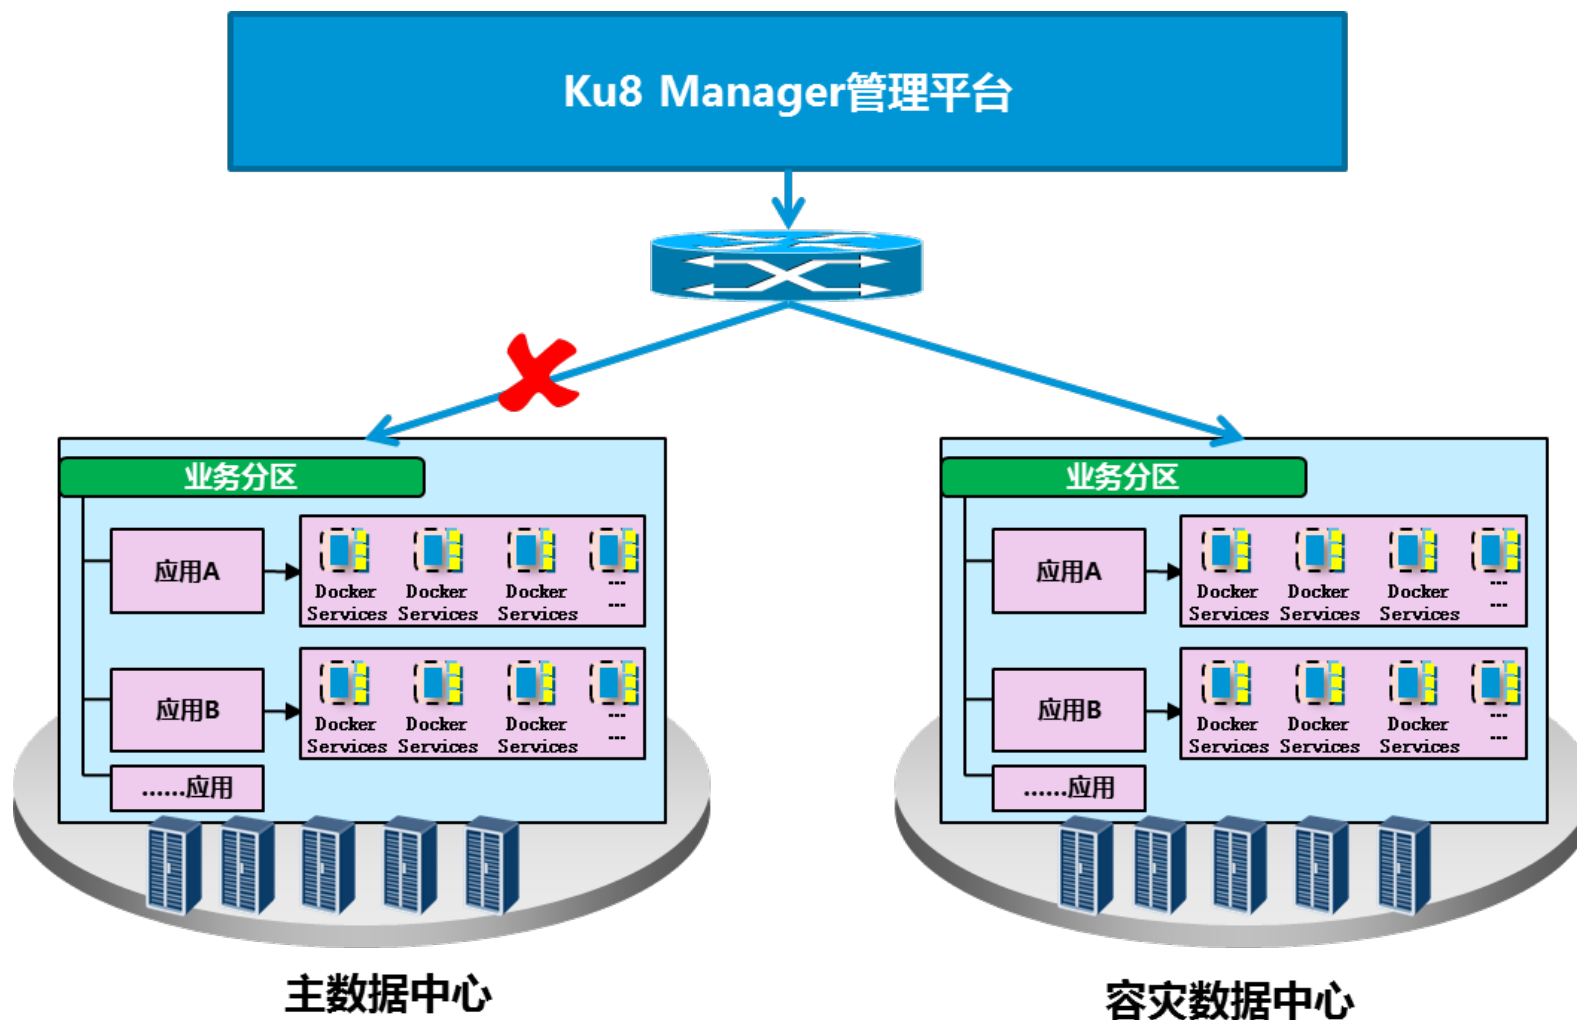 Ku8 Manager管理平台
业务分区
应用A
Docker Docker Docker ...
Services Services Services ...
应用B
Docker Docker Docker ...
Services Services Services ...
......应用
主数据中心
业务分区
应用A
Docker Docker Docker ...
Services Services Services ...
应用B
Docker Docker Docker ...
Services Services Services ...
......应用
容灾数据中心